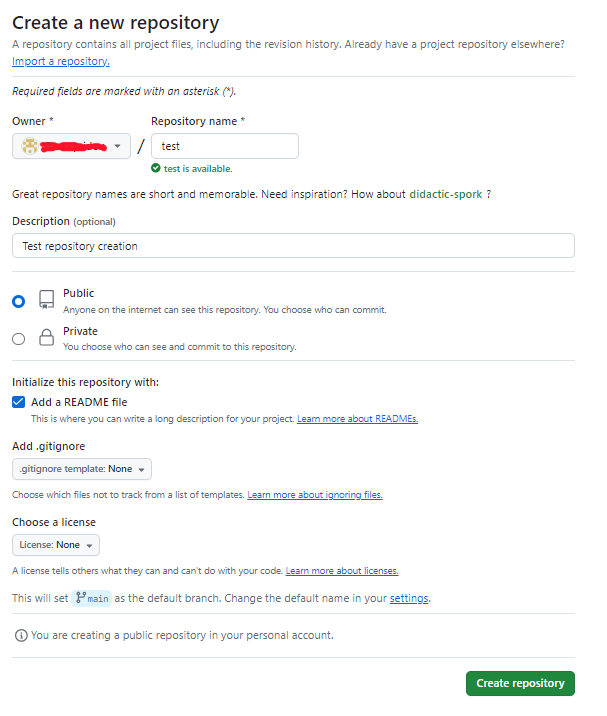 Create a new repository
A repository contains all project files, including the revision history. Already have a project repository elsewhere?
Import a repository.
Required fields are marked with an asterisk (*).
Owner * Repository name *
/ test
test is available.
Great repository names are short and memorable. Need inspiration? How about didactic-spork ?
Description (optional)
Test repository creation
Public
Anyone on the internet can see this repository. You choose who can commit.
Private
You choose who can see and commit to this repository.
Initialize this repository with:
Add a README file
This is where you can write a long description for your project. Learn more about READMEs.
Add .gitignore
.gitignore template: None
Choose which files not to track from a list of templates. Learn more about ignoring files.
Choose a license
License: None
A license tells others what they can and can't do with your code. Learn more about licenses.
This will set main as the default branch. Change the default name in your settings.
You are creating a public repository in your personal account.
Create repository